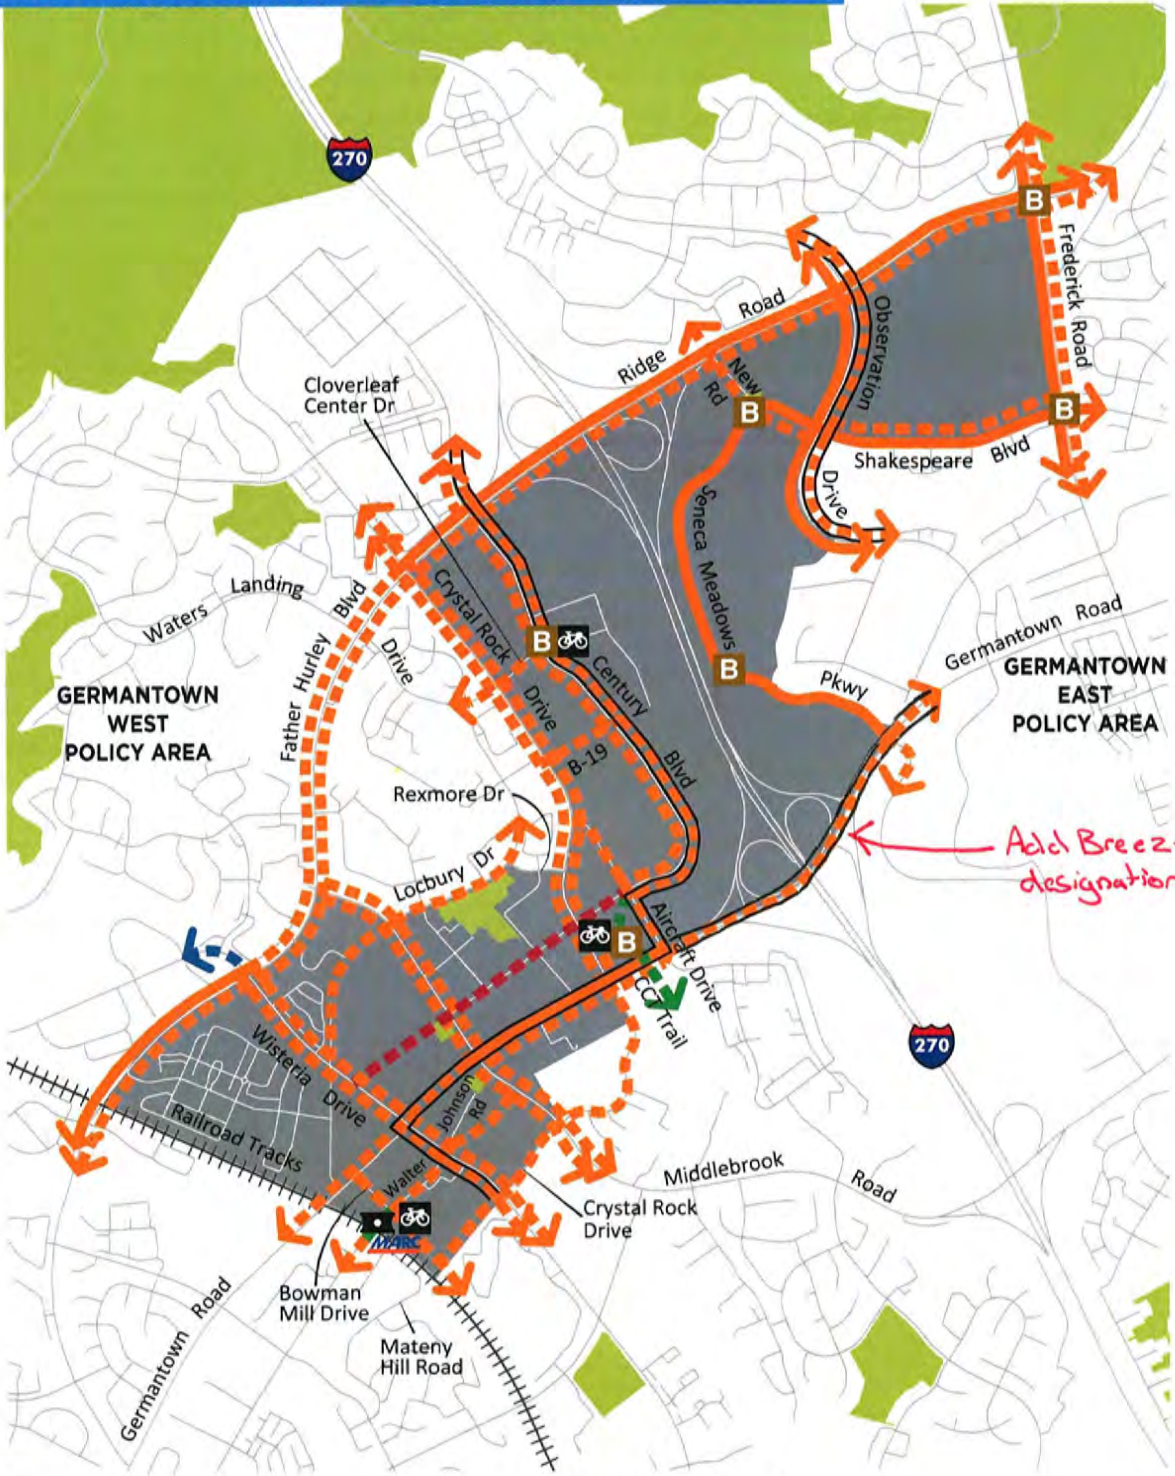 270
B
Frederick Road
Observation
Drive
Road
Ridge
New
Rd
B
B
Cloverleaf
Center Dr
Shakespeare Blvd
Seneca Meadows
Pkwy
Waters Landing
Drive
Father Hurley Blvd
Crystal Rock
Drive
B
Century
Blvd
B
Germantown Road
GERMANTOWN
WEST
POLICY AREA
GERMANTOWN
EAST
POLICY AREA
B-19
Rexmore Dr
Add Breez
designation
Locbury Dr
B
Aircraft Drive
CCT Trail
270
Wisteria
Drive
Railroad Tracks
Johnson
Rd
Walter
Middlebrook
Road
MARC
Crystal Rock
Drive
Bowman
Mill Drive
Mateny
Hill Road
Germantown Road